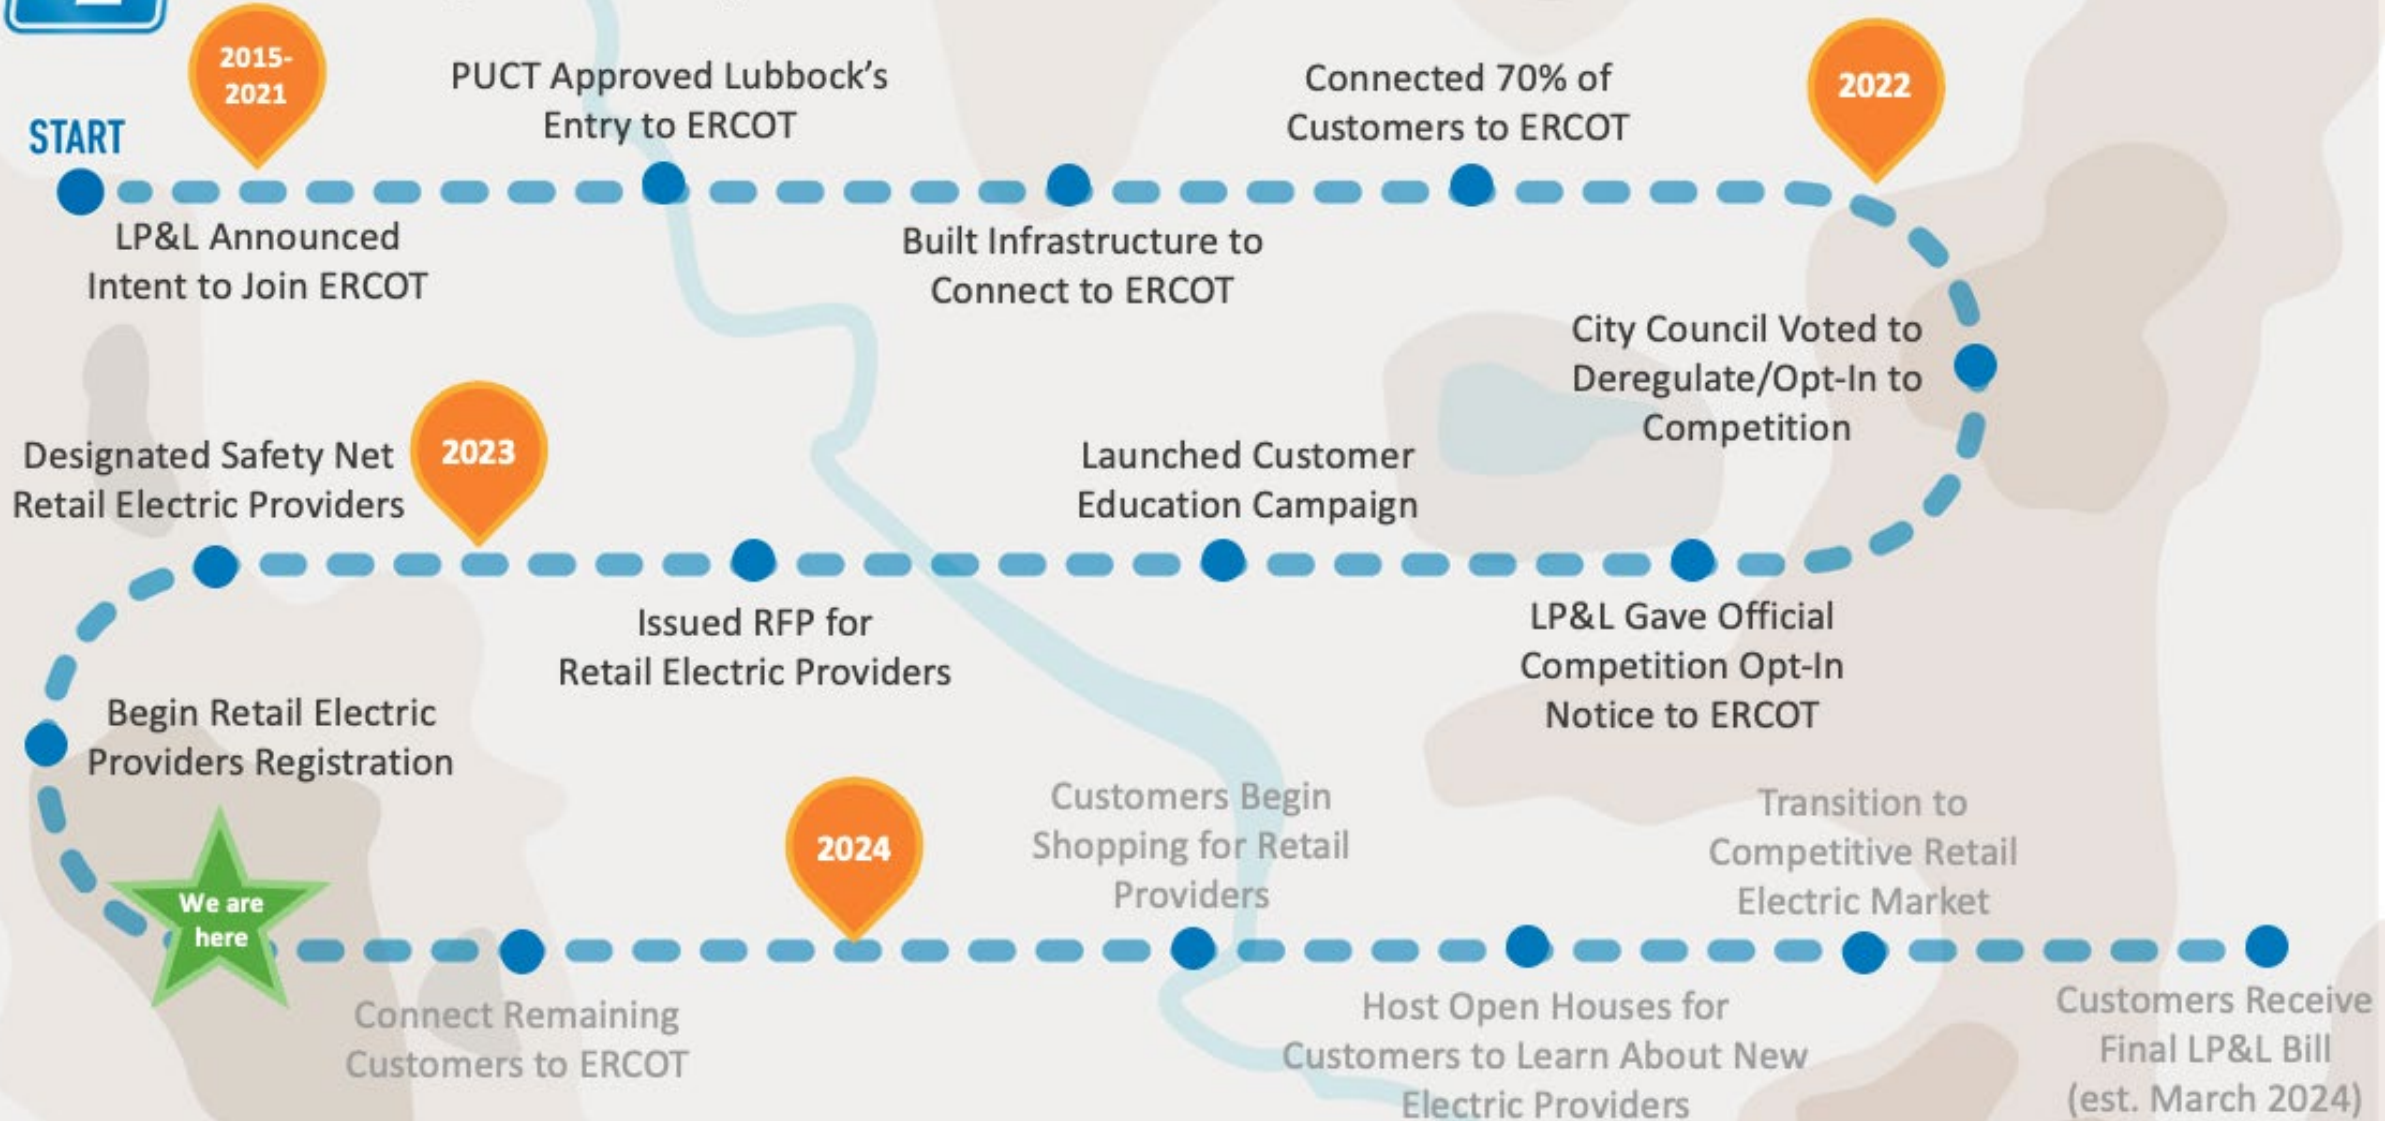 2015-
2021
START
LP&L Announced
Intent to Join ERCOT
PUCT Approved Lubbock's
Entry to ERCOT
Built Infrastructure to
Connect to ERCOT
Connected 70% of
Customers to ERCOT
2022
City Council Voted to
Deregulate/Opt-In to
Competition
LP&L Gave Official
Competition Opt-In
Notice to ERCOT
Launched Customer
Education Campaign
Issued RFP for
Retail Electric Providers
2023
Designated Safety Net
Retail Electric Providers
Begin Retail Electric
Providers Registration
We are
here
Connect Remaining
Customers to ERCOT
2024
Customers Begin
Shopping for Retail
Providers
Host Open Houses for
Customers to Learn About New
Electric Providers
Transition to
Competitive Retail
Electric Market
Customers Receive
Final LP&L Bill
(est. March 2024)